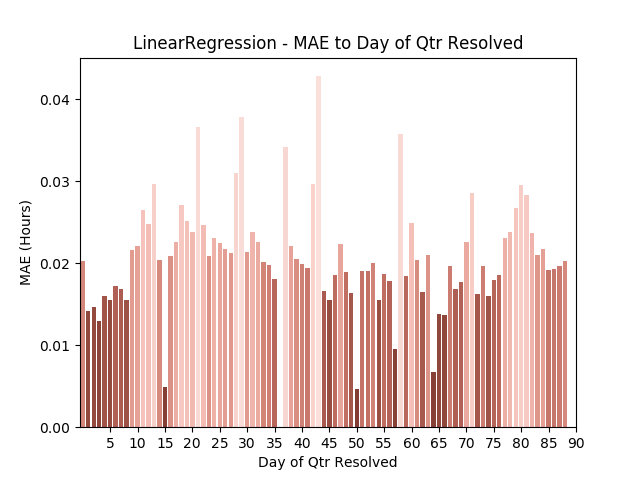 LinearRegression - MAE to Day of Qtr Resolved
0.04
0.03
0.02
0.01
0.00
MAE (Hours)
5 10 15 20 25 30 35 40 45 50 55 60 65 70 75 80 85 90
Day of Qtr Resolved